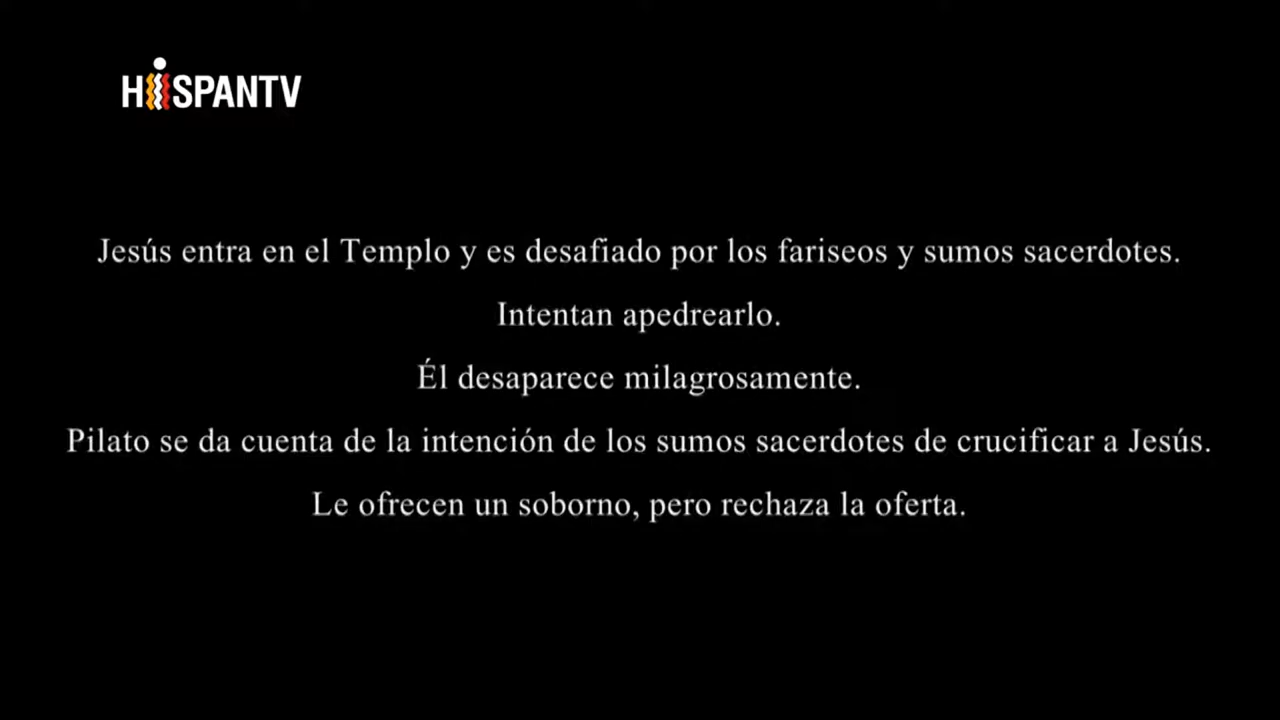 HISPANTV
Jesús entra en el Templo y es desafiado por los fariseos y sumos sacerdotes.
Intentan apedrearlo.
Él desaparece milagrosamente.
Pilato se da cuenta de la intención de los sumos sacerdotes de crucificar a Jesús.
Le ofrecen un soborno, pero rechaza la oferta.